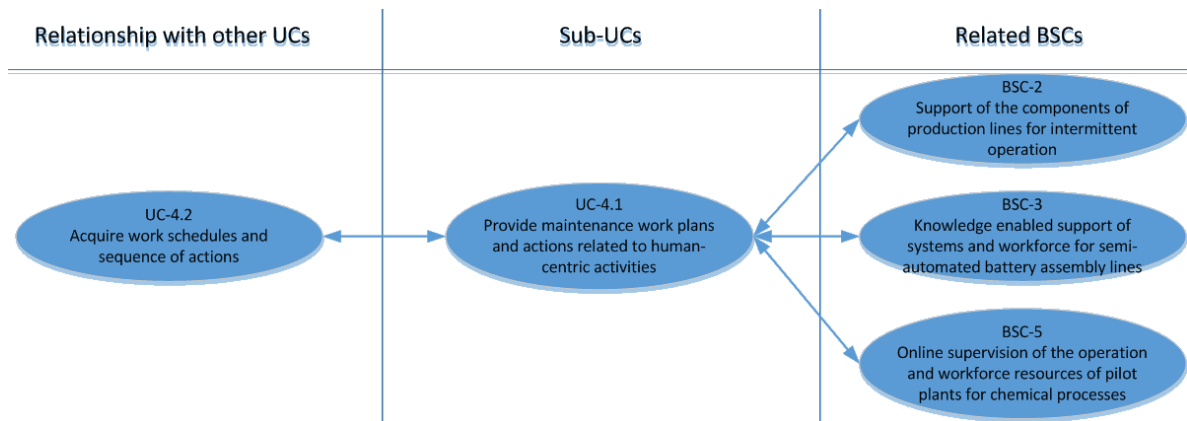 Relationship with other UCs
Sub-UCs
Related BSCs
UC-4.2
Acquire work schedules and
sequence of actions
UC-4.1
Provide maintenance work plans
and actions related to human-
centric activities
BSC-2
Support of the components of
production lines for intermittent
operation
BSC-3
Knowledge enabled support of
systems and workforce for semi-
automated battery assembly lines
BSC-5
Online supervision of the operation
and workforce resources of pilot
plants for chemical processes